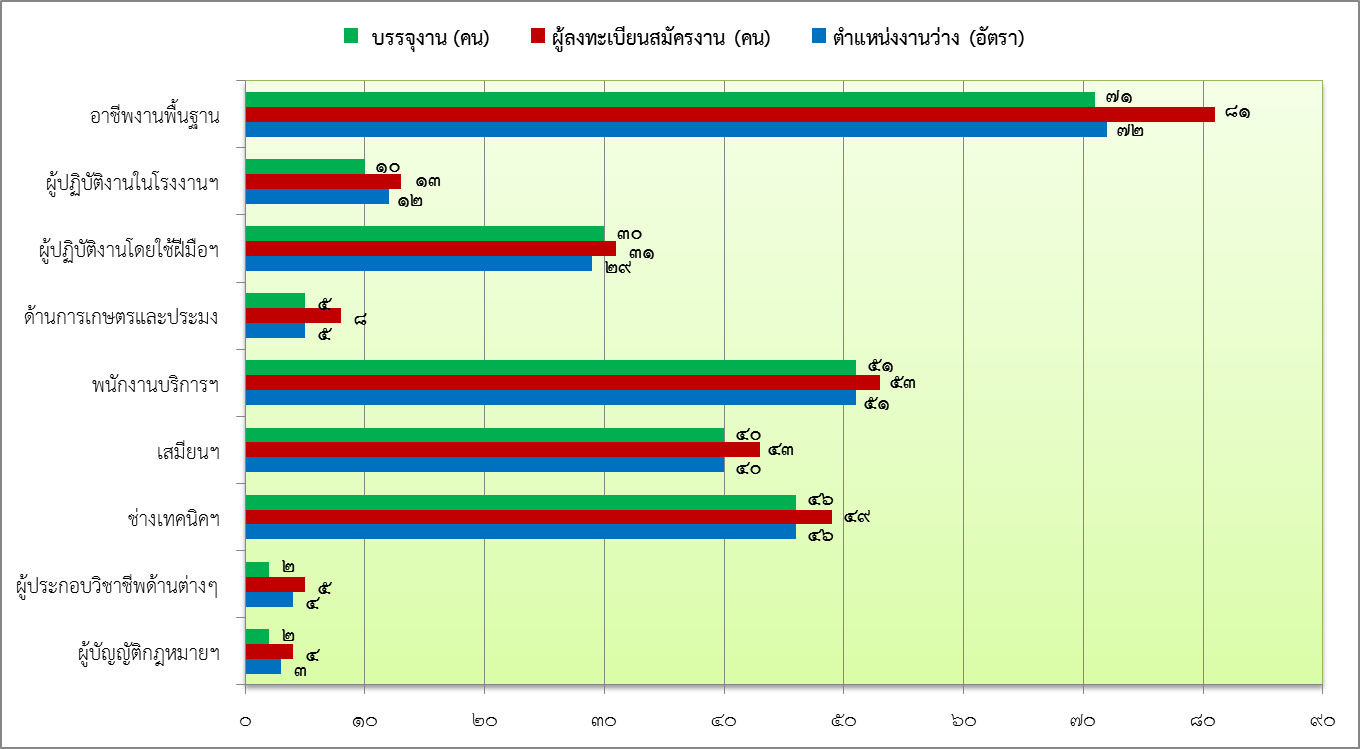 บรรจุงาน (คน) ผู้ลงทะเบียนสมัครงาน (คน) ตำแหน่งงานว่าง (อัตรา)
อาชีพงานพื้นฐาน ๗๑ ๘๑ ๗๒
ผู้ปฏิบัติงานในโรงงานฯ ๑๐ ๑๓ ๑๒
ผู้ปฏิบัติงานโดยใช้ฝีมือฯ ๓๐ ๓๑ ๒๙
ด้านการเกษตรและประมง ๕ ๘ ๕
พนักงานบริการฯ ๕๑ ๕๓ ๕๑
เสมียนฯ ๔๐ ๔๓ ๔๐
ช่างเทคนิคฯ ๔๖ ๔๙ ๔๖
ผู้ประกอบวิชาชีพด้านต่างๆ ๒ ๕ ๔
ผู้บัญญัติกฎหมายฯ ๒ ๔ ๓
๐ ๑๐ ๒๐ ๓๐ ๔๐ ๕๐ ๖๐ ๗๐ ๘๐ ๙๐